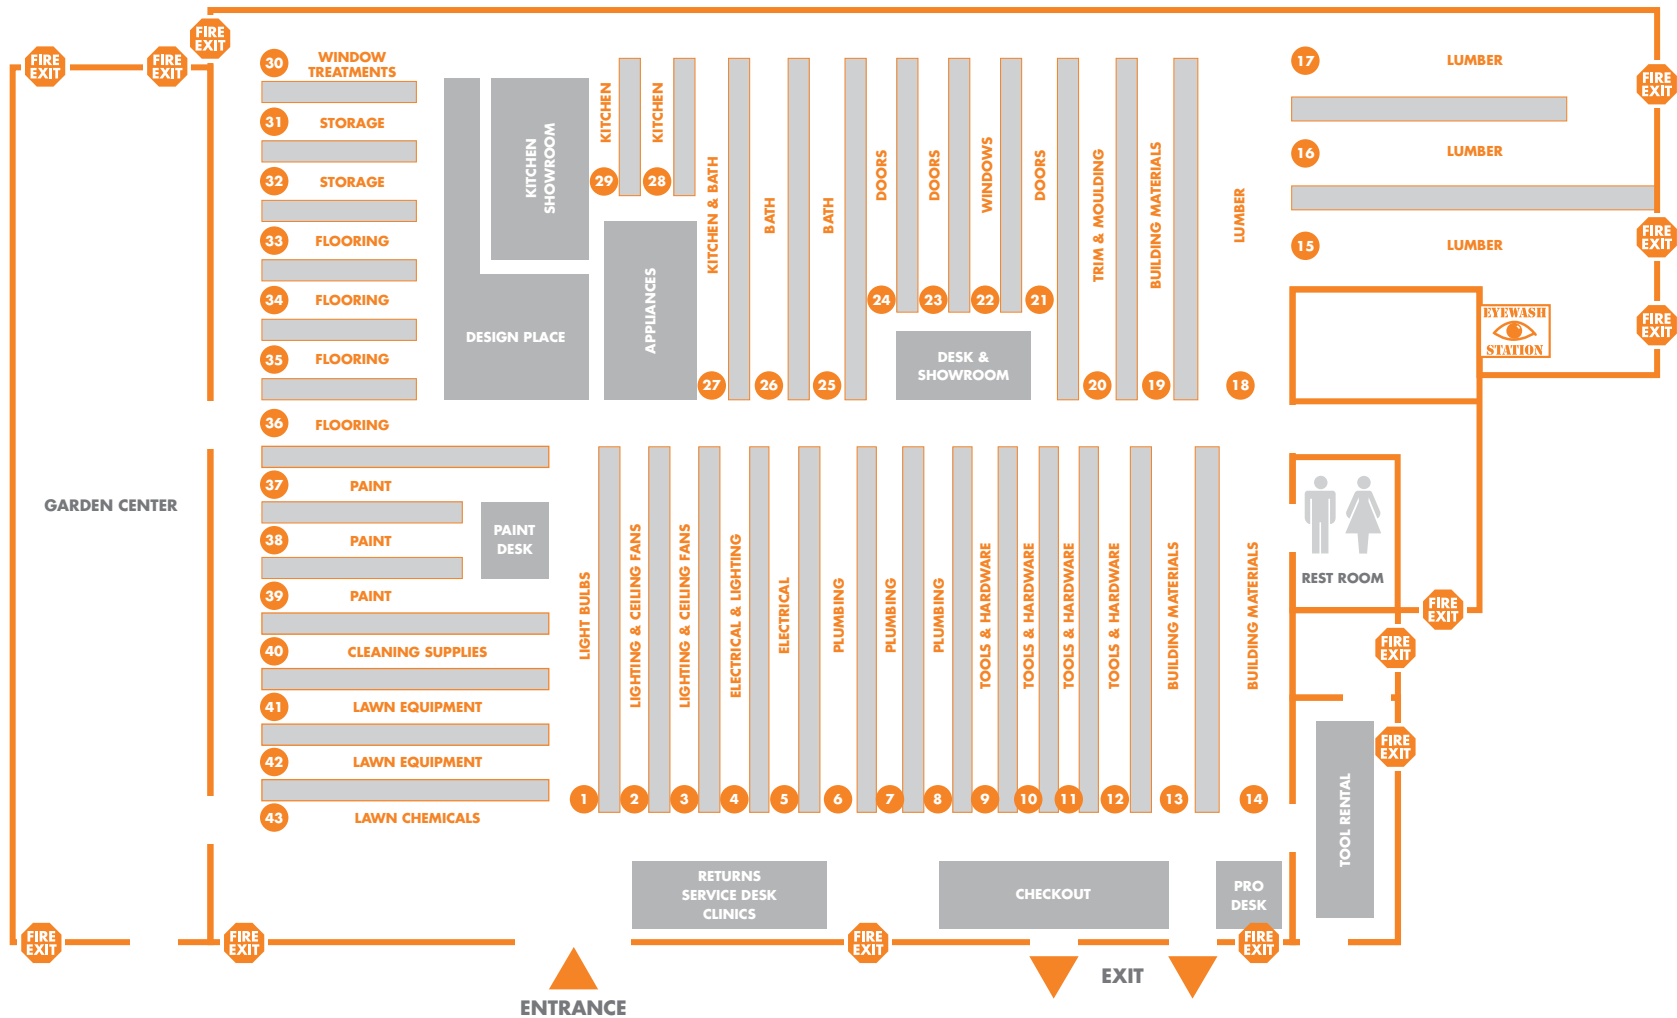 FIRE
EXIT
FIRE
EXIT
FIRE
EXIT
30 WINDOW
TREATMENTS
31 STORAGE
32 STORAGE
33 FLOORING
34 FLOORING
35 FLOORING
36 FLOORING
37 PAINT
38 PAINT
39 PAINT
40 CLEANING SUPPLIES
41 LAWN EQUIPMENT
42 LAWN EQUIPMENT
43 LAWN CHEMICALS
GARDEN CENTER
PAINT
DESK
KITCHEN
SHOWROOM
DESIGN PLACE
APPLIANCES
KITCHEN
29
KITCHEN
28
KITCHEN & BATH
27
BATH
26
BATH
25
DOORS
24
DOORS
23
WINDOWS
22
DOORS
21
DESK &
SHOWROOM
TRIM & MOULDING
20
BUILDING MATERIALS
19
LUMBER
18
17 LUMBER
16 LUMBER
15 LUMBER
FIRE
EXIT
FIRE
EXIT
FIRE
EXIT
EYEWASH
STATION
LIGHT BULBS
1
LIGHTING & CEILING FANS
2
LIGHTING & CEILING FANS
3
ELECTRICAL & LIGHTING
4
ELECTRICAL
5
PLUMBING
6
PLUMBING
7
PLUMBING
8
TOOLS & HARDWARE
9
TOOLS & HARDWARE
10
TOOLS & HARDWARE
11
TOOLS & HARDWARE
12
BUILDING MATERIALS
13
BUILDING MATERIALS
14
REST ROOM
FIRE
EXIT
FIRE
EXIT
FIRE
EXIT
TOOL RENTAL
RETURNS
SERVICE DESK
CLINICS
CHECKOUT
PRO
DESK
FIRE
EXIT
FIRE
EXIT
FIRE
EXIT
FIRE
EXIT
ENTRANCE
EXIT